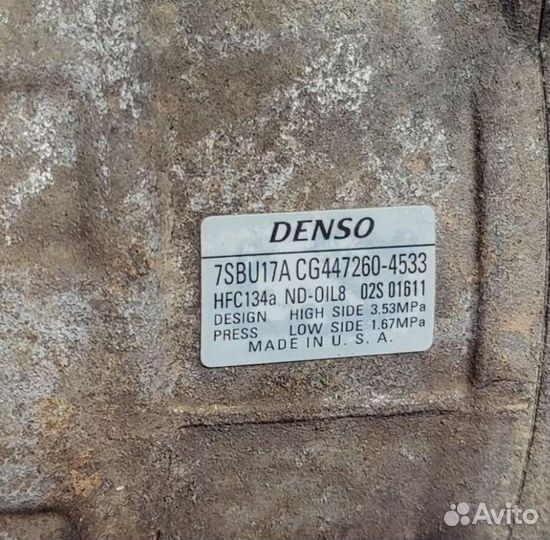 DENSO
7SBU17A CG447260-4533
HFC134a ND-OIL8 02S 01611
DESIGN HIGH SIDE 3.53MPa
PRESS LOW SIDE 1.67MPa
MADE IN U. S. A.
Avito